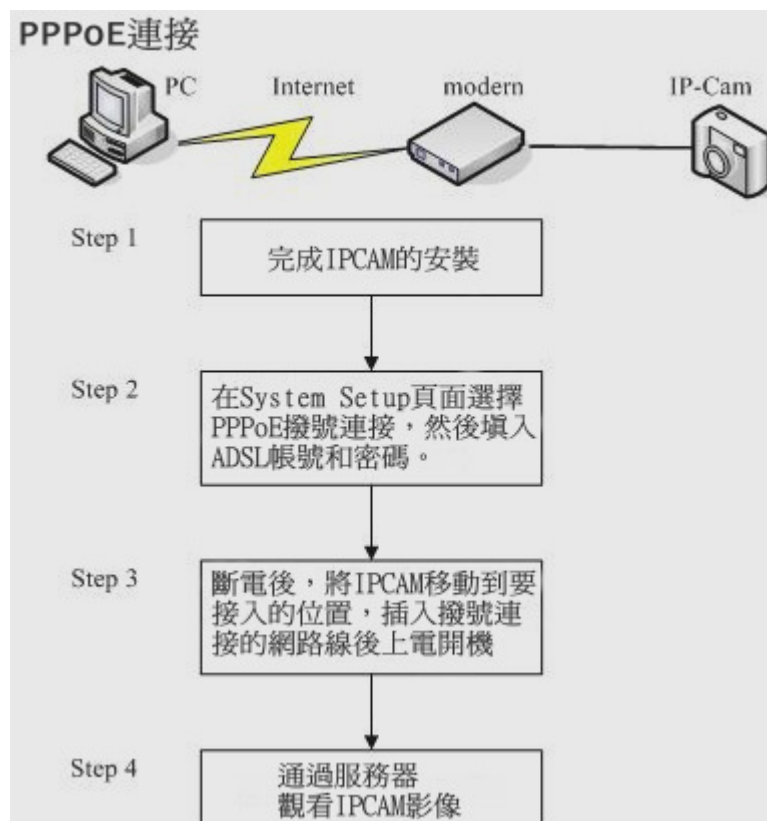 PPPoE連接
PC Internet modern IP-Cam
Step 1
完成IPCAM的安裝
Step 2
在System Setup頁面選擇
PPPoE撥號連接，然後填入
ADSL帳號和密碼。
Step 3
斷電後，將IPCAM移動到要
接入的位置，插入撥號連
接的網路線後上電開機
Step 4
通過服務器
觀看IPCAM影像